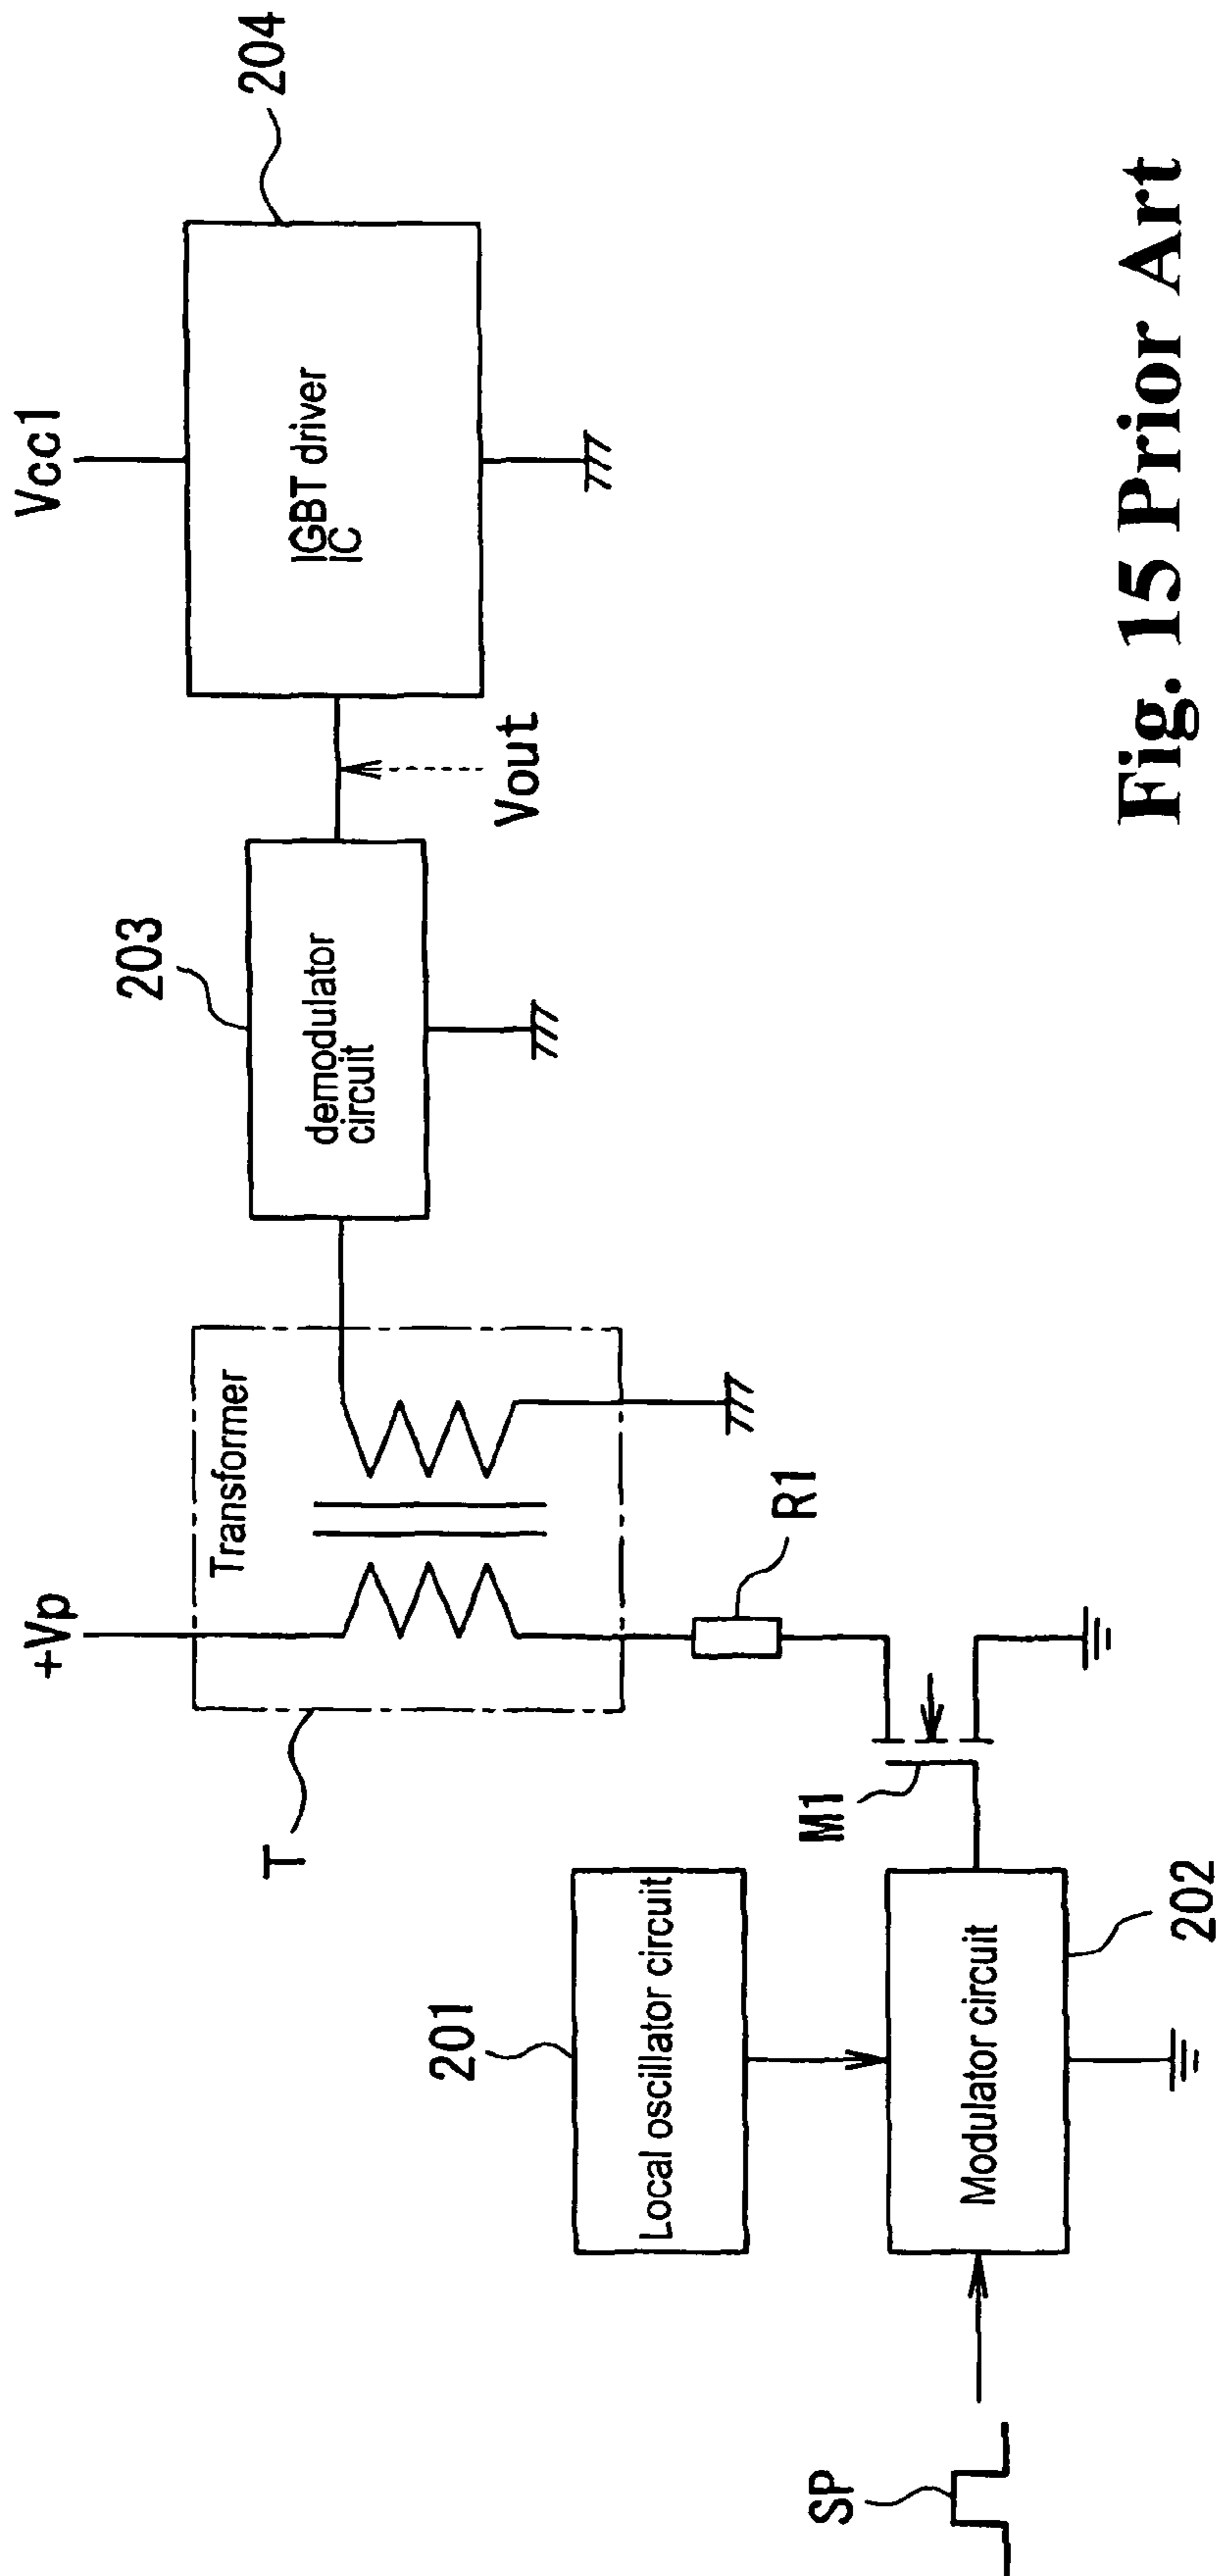 Vcc1
204
IGBT driver
IC
Vout
203
demodulator
circuit
+Vp
Transformer
T
R1
M1
201
Local oscillator circuit
Modulator circuit
202
SP
Fig. 15 Prior Art